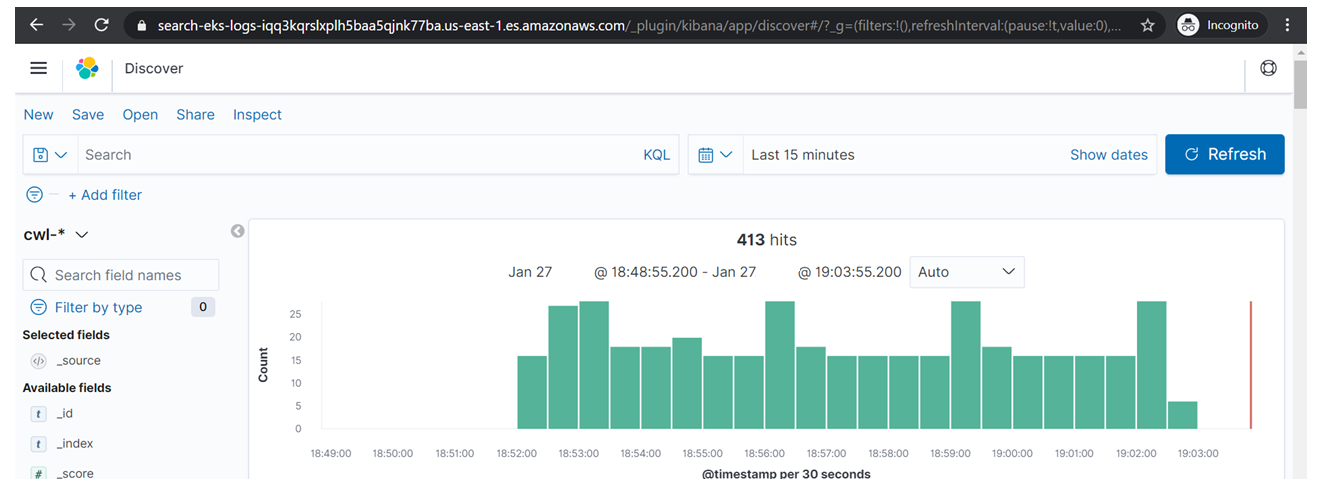 search-eks-logs-iqq3kqrslxplh5baa5qjnk77ba.us-east-1.es.amazonaws.com/_plugin/kibana/app/discover#/?_g=(filters:!(),refreshInterval:(pause:!t,value:0),...
Incognito
Discover
New Save Open Share Inspect
Search KQL
Last 15 minutes Show dates
Refresh
+ Add filter
cwl-*
Search field names
Filter by type 0
Selected fields
</> _source
Available fields
t _id
t _index
# _score
413 hits
Jan 27 @ 18:48:55.200 - Jan 27 @ 19:03:55.200 Auto
Count
25
20
15
10
5
0
18:49:00 18:50:00 18:51:00 18:52:00 18:53:00 18:54:00 18:55:00 18:56:00 18:57:00 18:58:00 18:59:00 19:00:00 19:01:00 19:02:00 19:03:00
@timestamp per 30 seconds